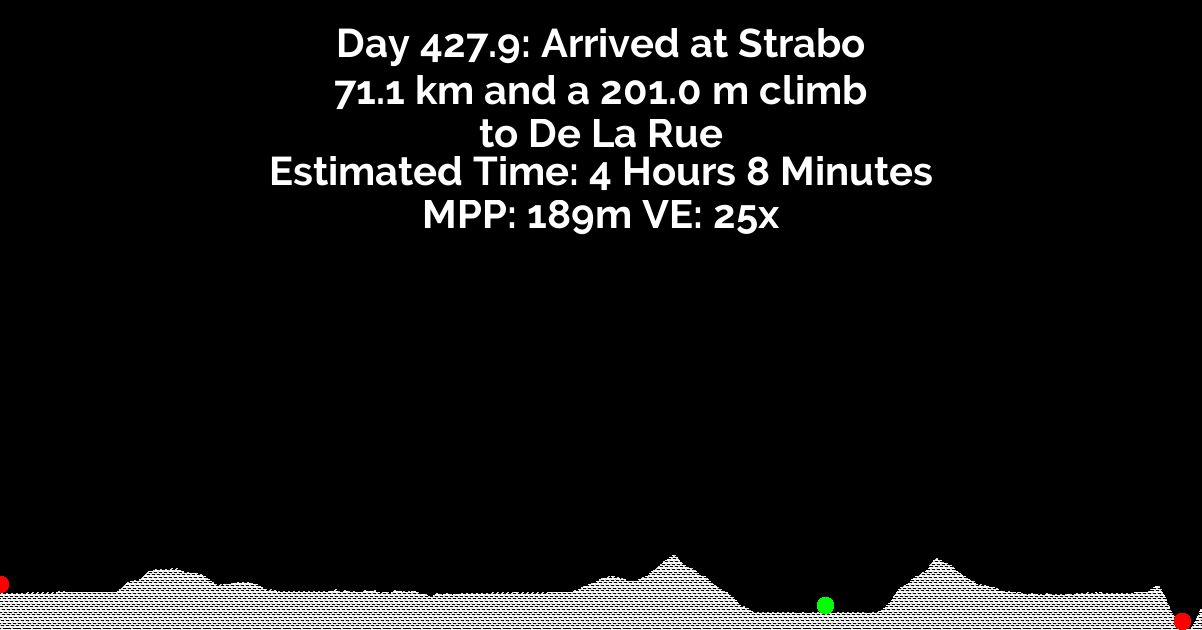 Day 427.9: Arrived at Strabo
71.1 km and a 201.0 m climb
to De La Rue
Estimated Time: 4 Hours 8 Minutes
MPP: 189m VE: 25x